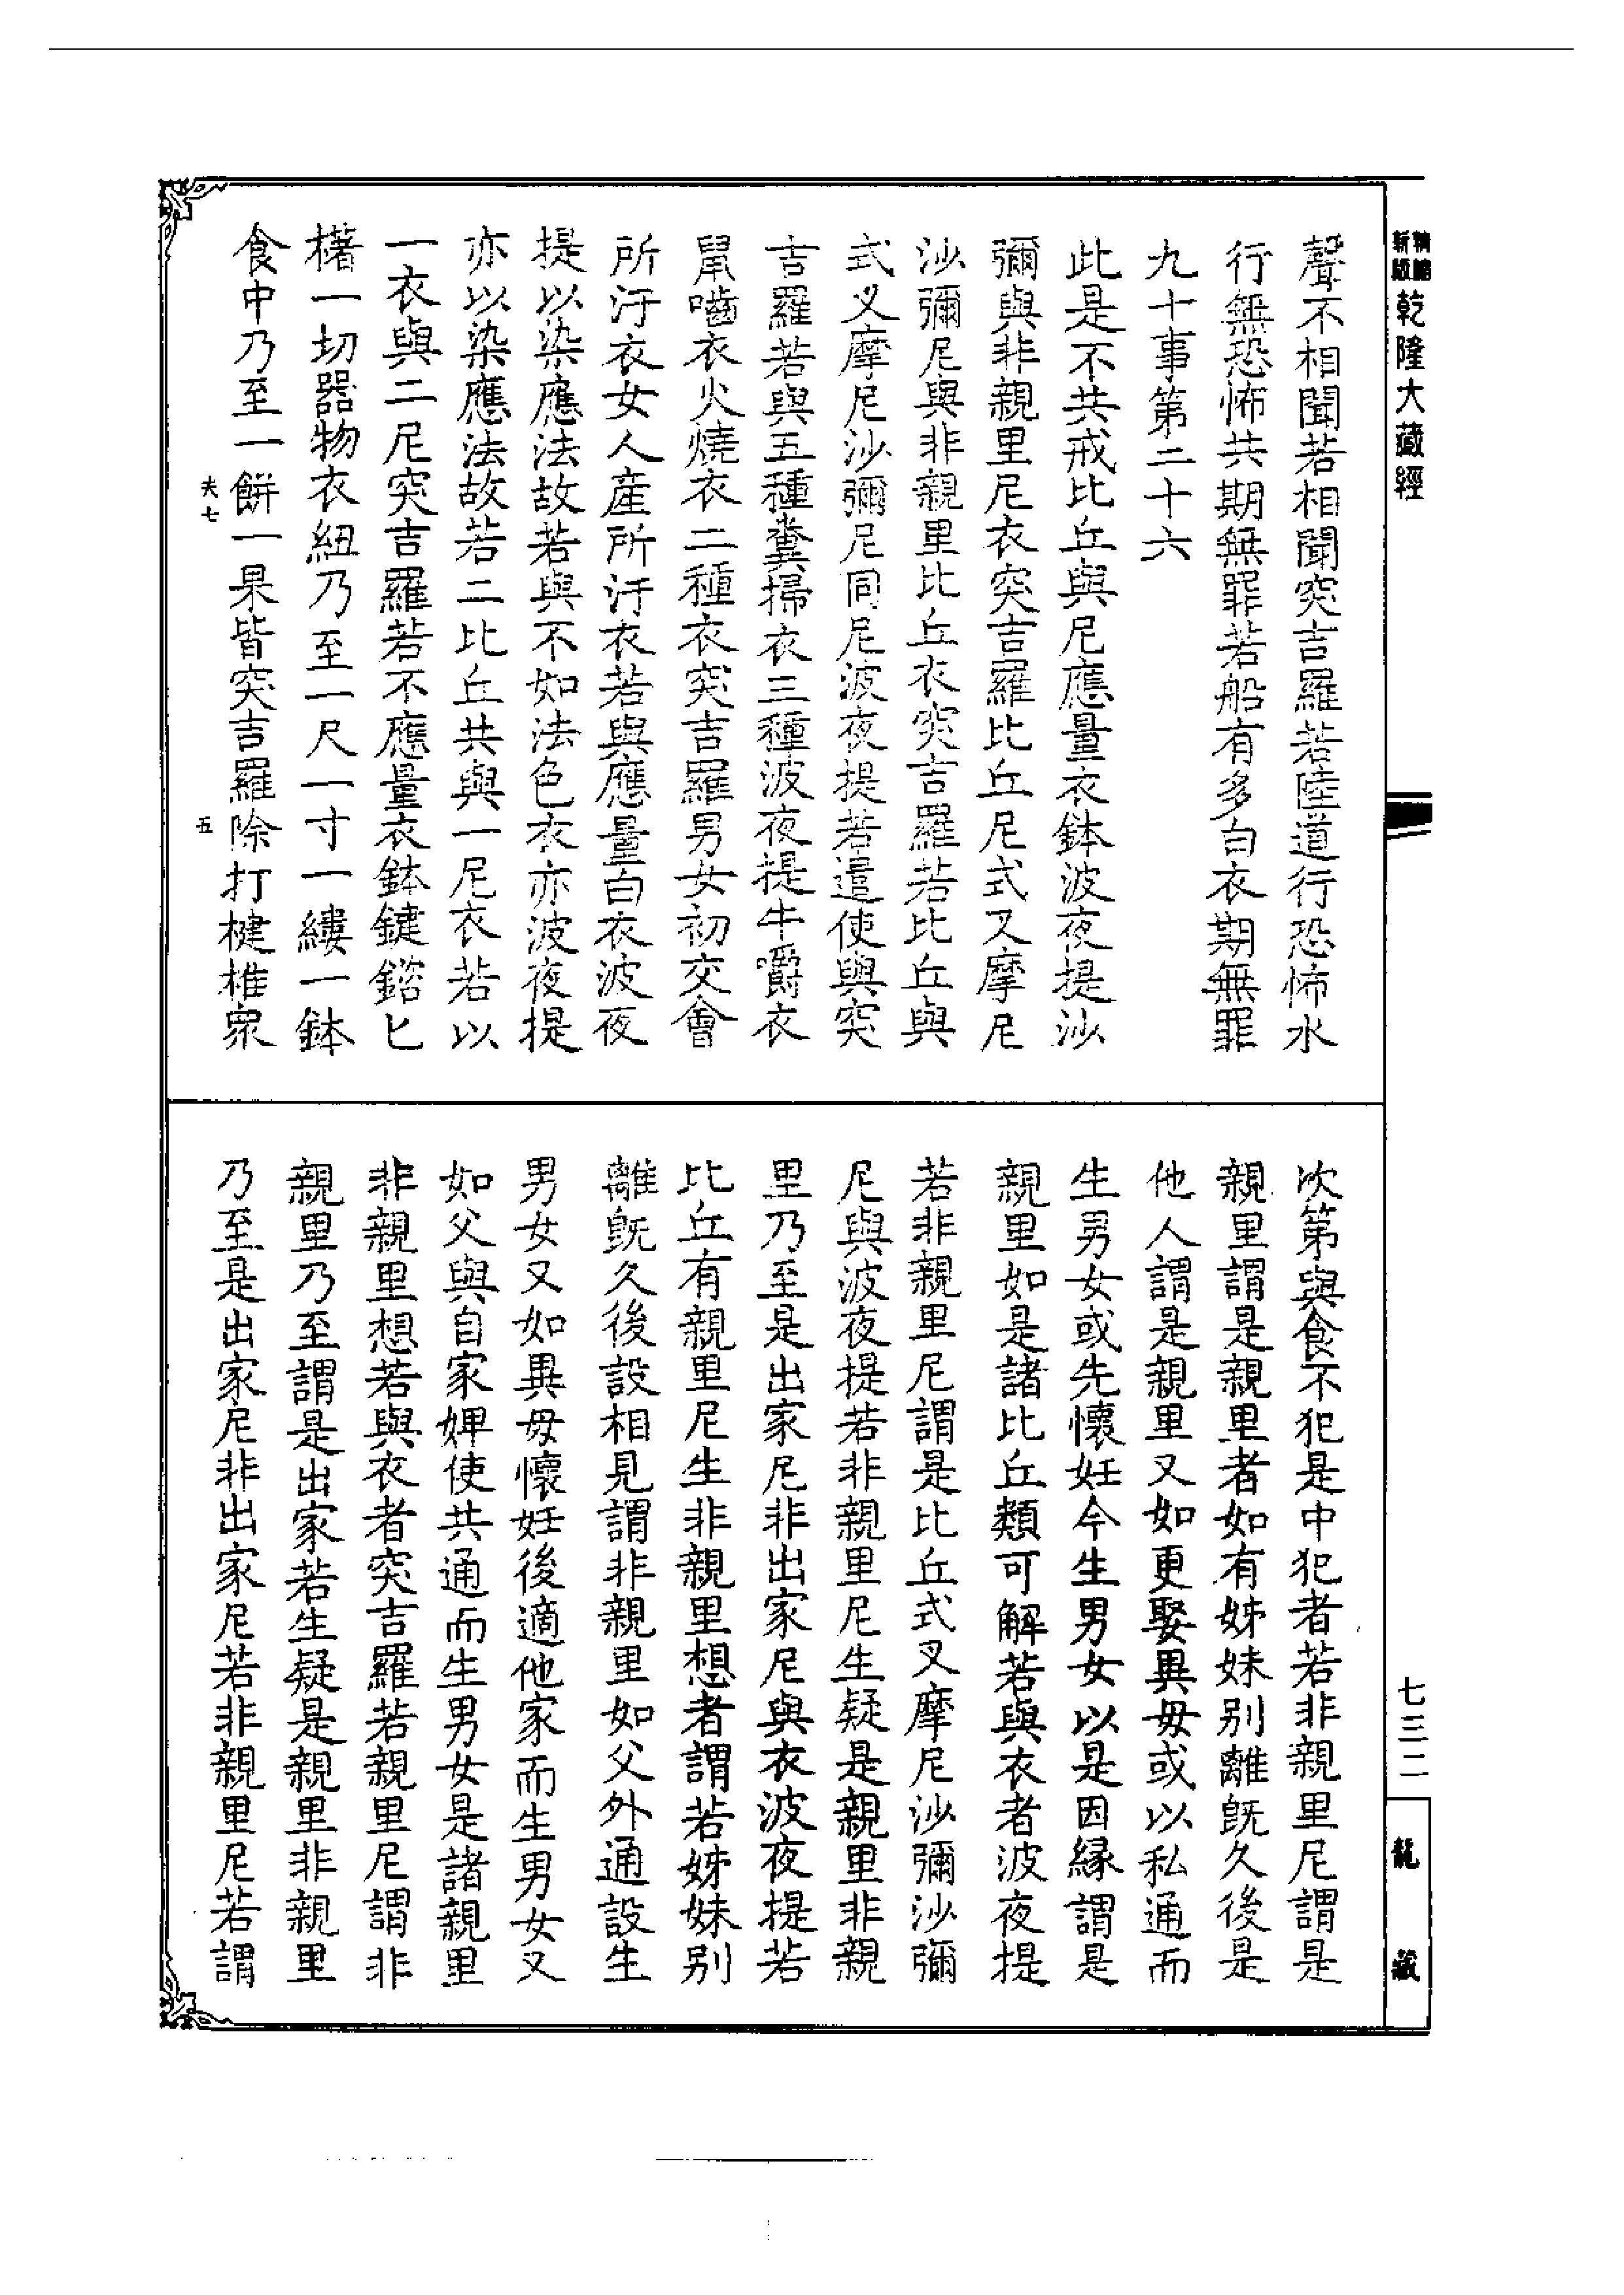 精繕
新版
乾隆大藏經
聲不相聞若相聞突吉羅若陸道行恐怖水
行無恐怖共期無罪若船有多白衣期無罪
九十事第二十六
此是不共戒比丘與尼應量衣鉢波夜提沙
彌與非親里尼衣突吉羅比丘尼式叉摩尼
沙彌尼與非親里比丘衣突吉羅若比丘與
式叉摩尼沙彌尼同尼波夜提若遣使與突
吉羅若與五種糞掃衣三種波夜提牛嚼衣
鼠嚙衣火燒衣二種衣突吉羅男女初交會
所汙衣女人產所汙衣若與應量白衣波夜
提以染應法故若與不如法色衣亦波夜提
亦以染應法故若二比丘共與一尼衣若以
一衣與二尼突吉羅若不應量衣鉢鍵鎔匕
櫡一切器物衣紐乃至一尺一寸一縷一鉢
食中乃至一餅一果皆突吉羅除打楗椎眾
夫七
五
次第與食不犯是中犯者若非親里尼謂是
親里謂是親里者如有姊妹別離旣久後是
他人謂是親里又如更娶異母或以私通而
生男女或先懷妊今生男女以是因緣謂是
親里如是諸比丘類可解若與衣者波夜提
若非親里尼謂是比丘式叉摩尼沙彌沙彌
尼與波夜提若非親里尼生疑是親里非親
里乃至是出家尼非出家尼與衣波夜提若
比丘有親里尼生非親里想者謂若姊妹別
離旣久後設相見謂非親里如父外通設生
男女又如異母懷妊後適他家而生男女又
如父與自家婢使共通而生男女是諸親里
非親里想若與衣者突吉羅若親里尼謂非
親里乃至謂是出家若生疑是親里非親里
乃至是出家尼非出家尼若非親里尼若謂
七三二
龍藏